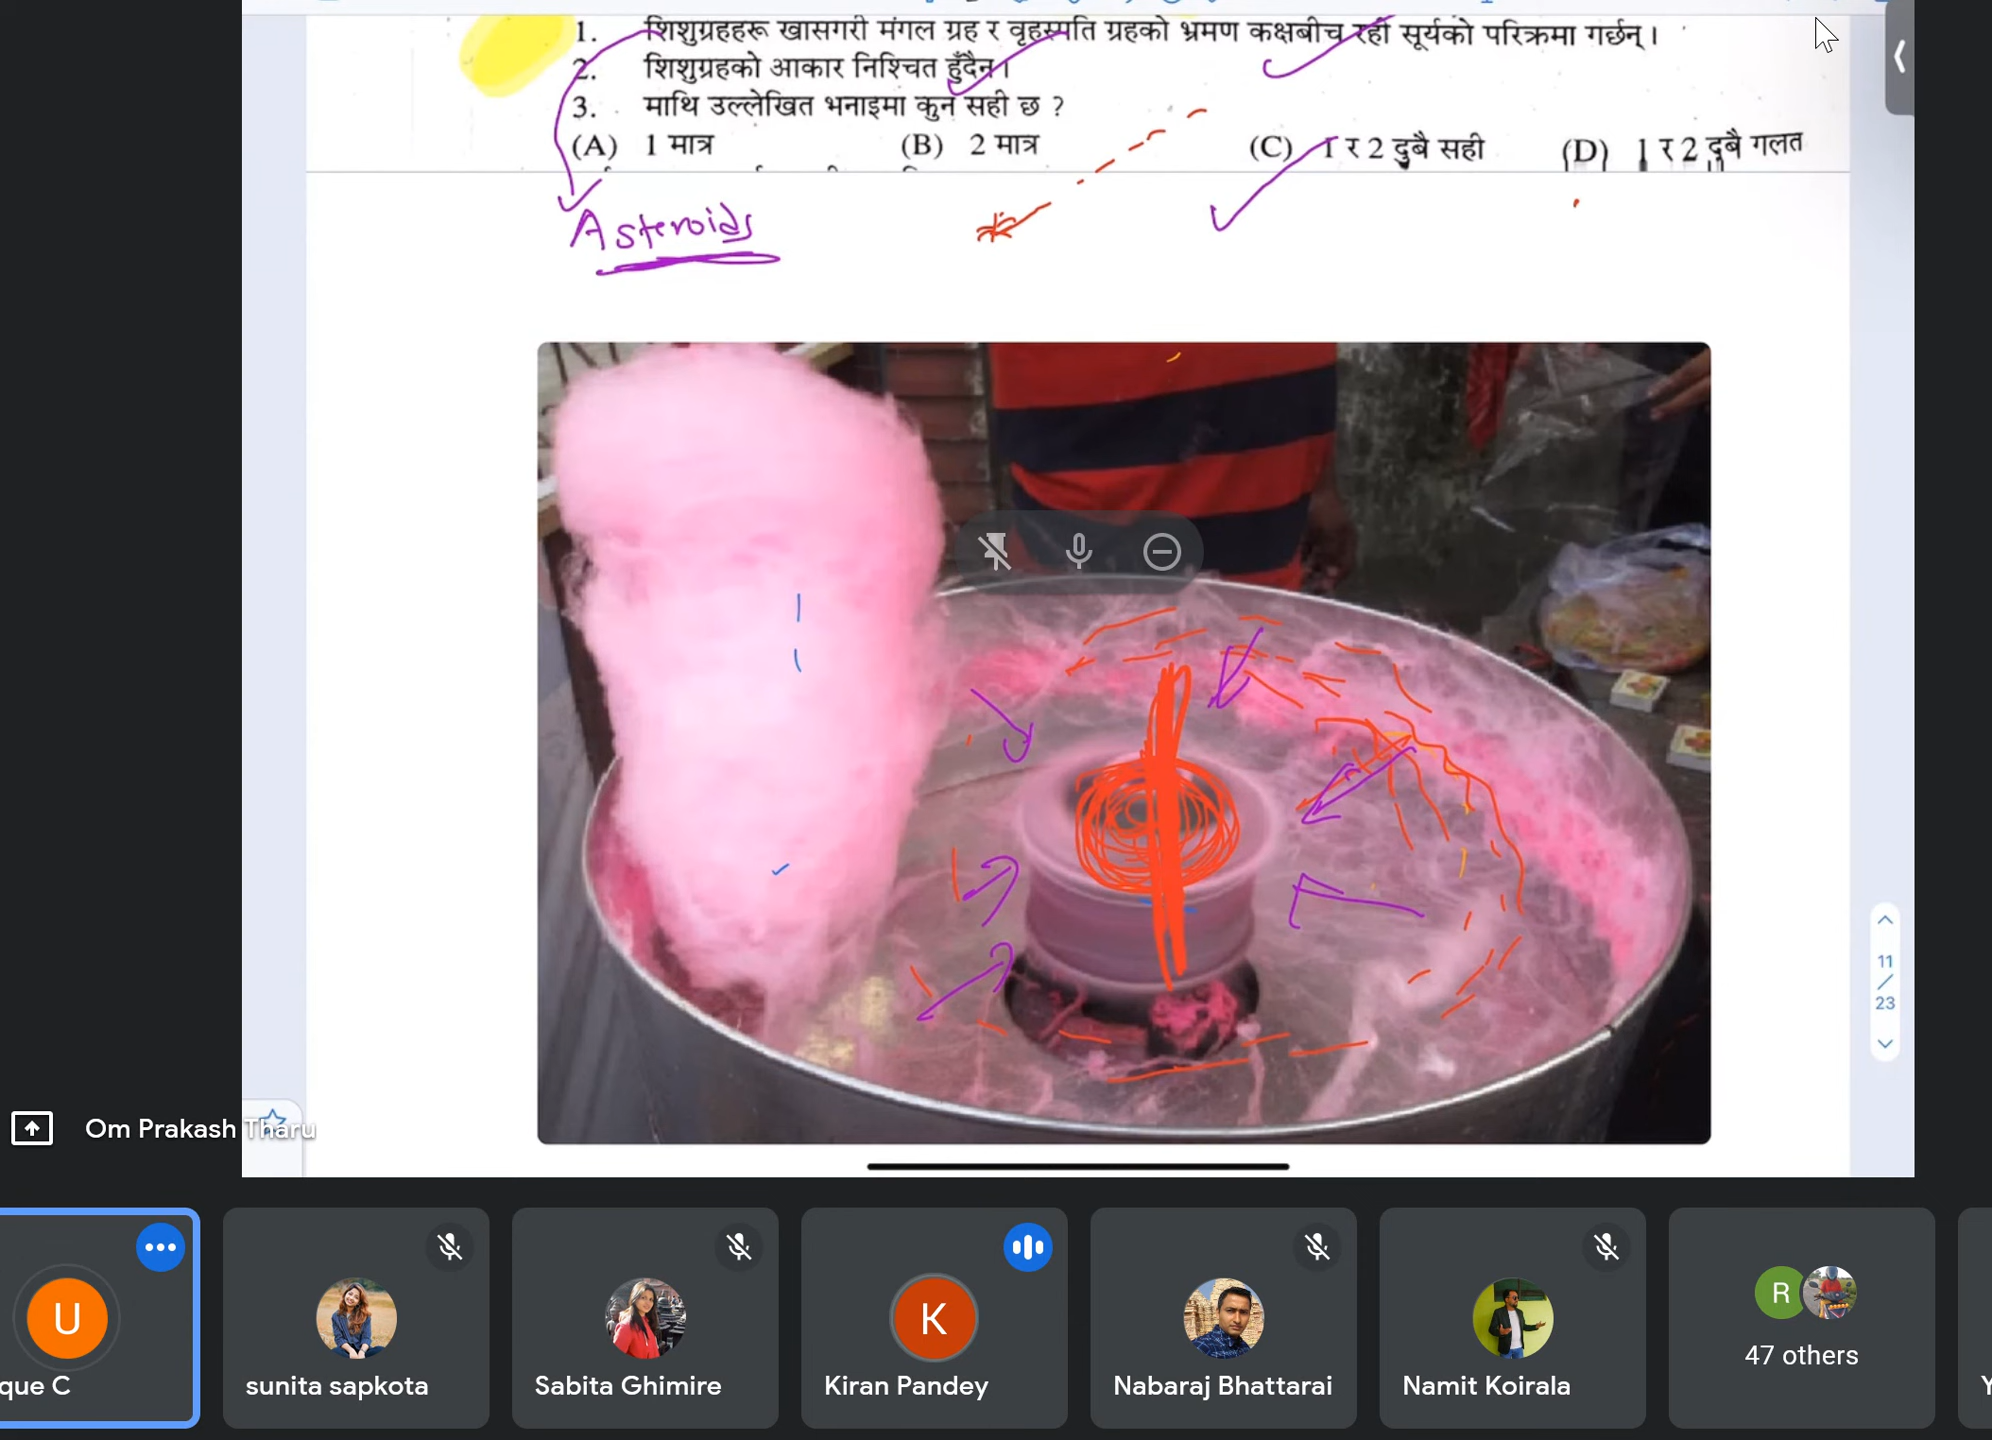 1. शिशुग्रहहरू खासगरी मंगल ग्रह र वृहस्पति ग्रहको भ्रमण कक्षबीच रही सूर्यको परिक्रमा गर्छन् ।
2. शिशुग्रहको आकार निश्चित हुँदैन ।
3. माथि उल्लेखित भनाइमा कुन सही छ ?
(A) 1 मात्र (B) 2 मात्र (C) 1 र 2 दुबै सही (D) 1 र 2 दुबै गलत
Asteroids
11
/
23
Om Prakash Tharu
U
K
R
que C
sunita sapkota
Sabita Ghimire
Kiran Pandey
Nabaraj Bhattarai
Namit Koirala
47 others
Y